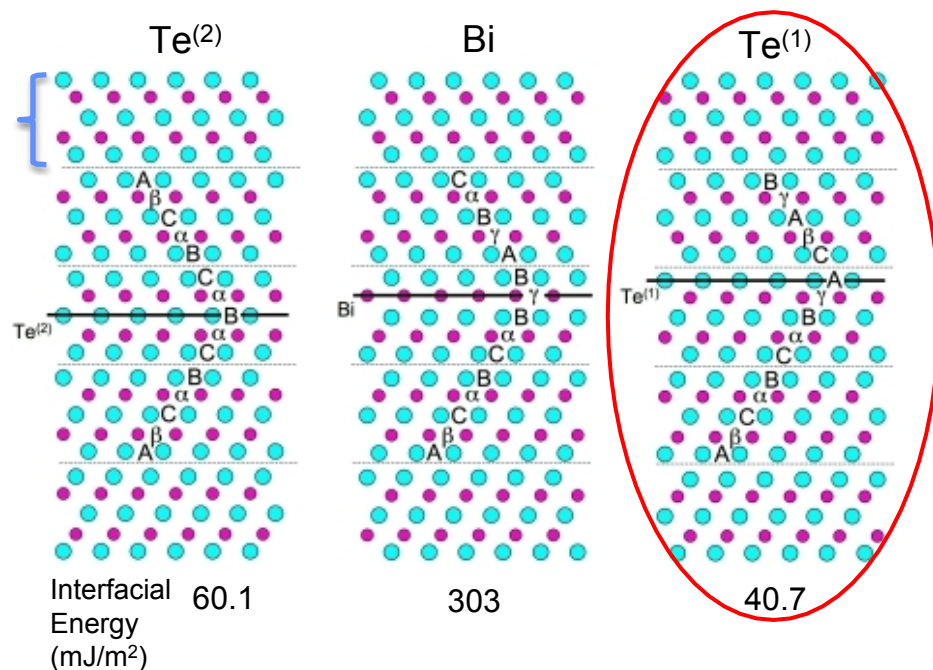 Te(2) Bi Te(1)
A C B
β α γ
C B A
α γ β
B A C
C B A
α γ γ
Te(2) B Bi B Te(1) B
α α C
C C B
B B α
α α C
C C β
β β A
A A
Interfacial 60.1 303 40.7
Energy
(mJ/m2)